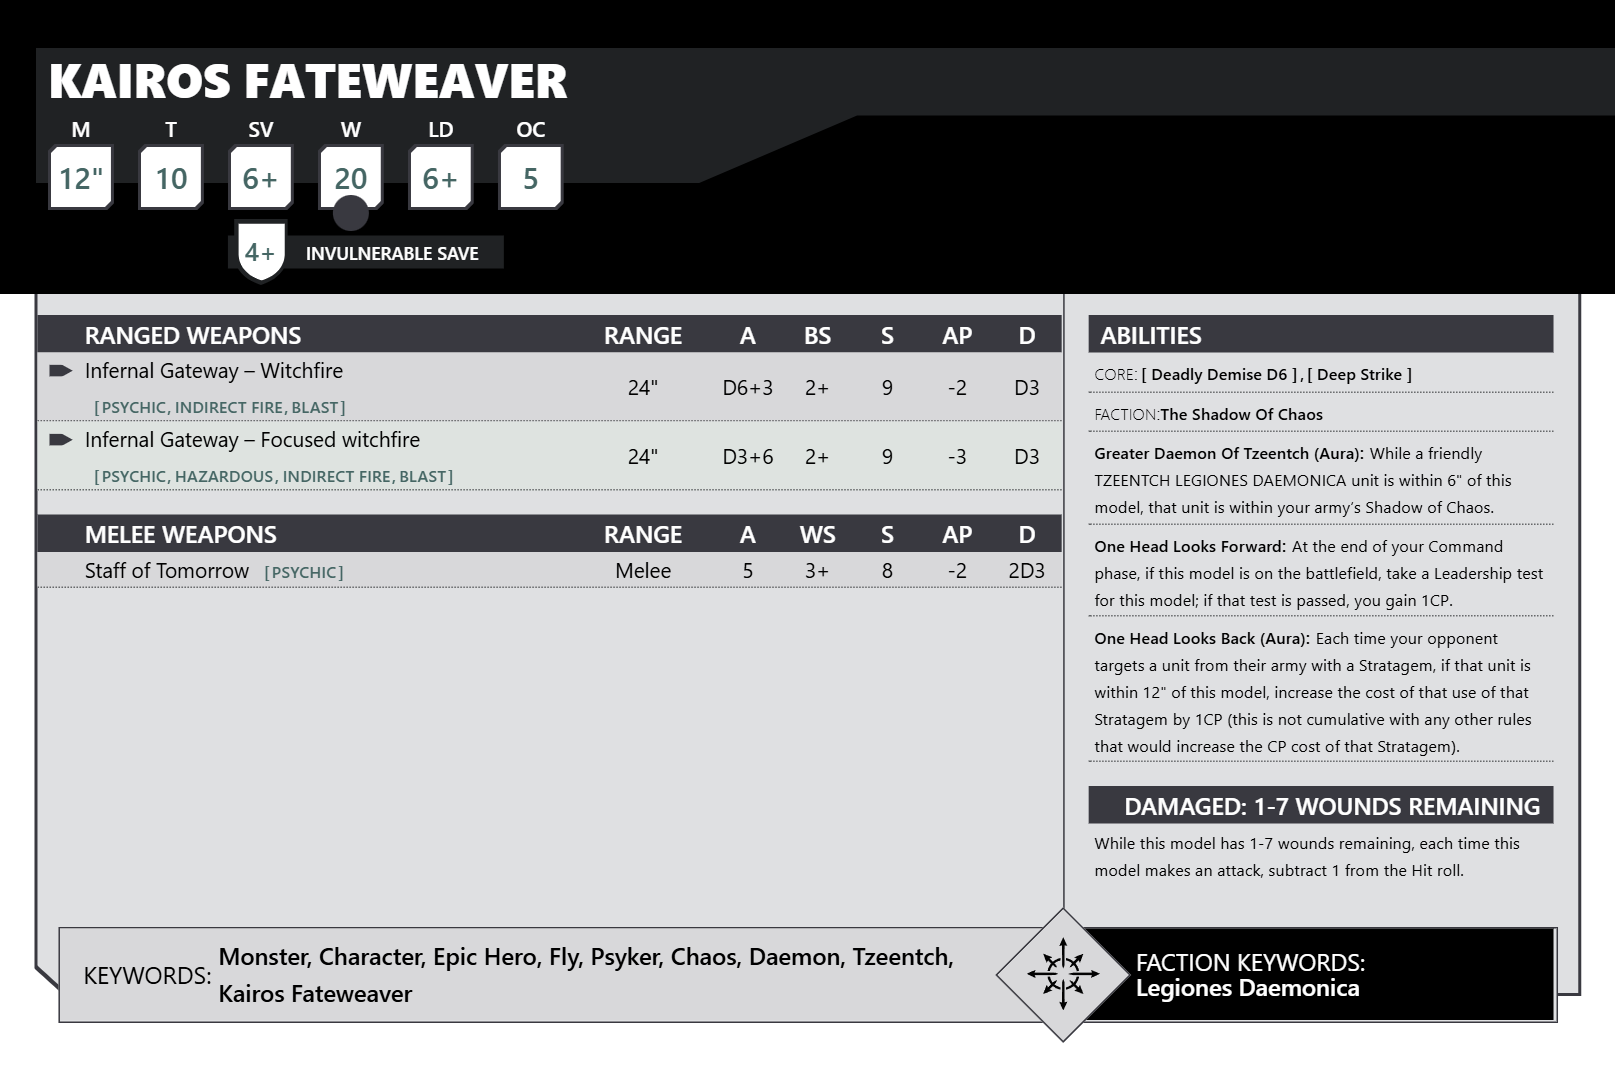 KAIROS FATEWEAVER
M T SV W LD OC
12" 10 6+ 20 6+ 5
4+ INVULNERABLE SAVE
RANGED WEAPONS RANGE A BS S AP D
Infernal Gateway – Witchfire 24" D6+3 2+ 9 -2 D3
[PSYCHIC, INDIRECT FIRE, BLAST]
Infernal Gateway – Focused witchfire 24" D3+6 2+ 9 -3 D3
[PSYCHIC, HAZARDOUS, INDIRECT FIRE, BLAST]
MELEE WEAPONS RANGE A WS S AP D
Staff of Tomorrow [PSYCHIC] Melee 5 3+ 8 -2 2D3
ABILITIES
CORE: [ Deadly Demise D6 ] , [ Deep Strike ]
FACTION:The Shadow Of Chaos
Greater Daemon Of Tzeentch (Aura): While a friendly
TZEENTCH LEGIONES DAEMONICA unit is within 6" of this
model, that unit is within your army’s Shadow of Chaos.
One Head Looks Forward: At the end of your Command
phase, if this model is on the battlefield, take a Leadership test
for this model; if that test is passed, you gain 1CP.
One Head Looks Back (Aura): Each time your opponent
targets a unit from their army with a Stratagem, if that unit is
within 12" of this model, increase the cost of that use of that
Stratagem by 1CP (this is not cumulative with any other rules
that would increase the CP cost of that Stratagem).
DAMAGED: 1-7 WOUNDS REMAINING
While this model has 1-7 wounds remaining, each time this
model makes an attack, subtract 1 from the Hit roll.
KEYWORDS: Monster, Character, Epic Hero, Fly, Psyker, Chaos, Daemon, Tzeentch,
Kairos Fateweaver
FACTION KEYWORDS:
Legiones Daemonica